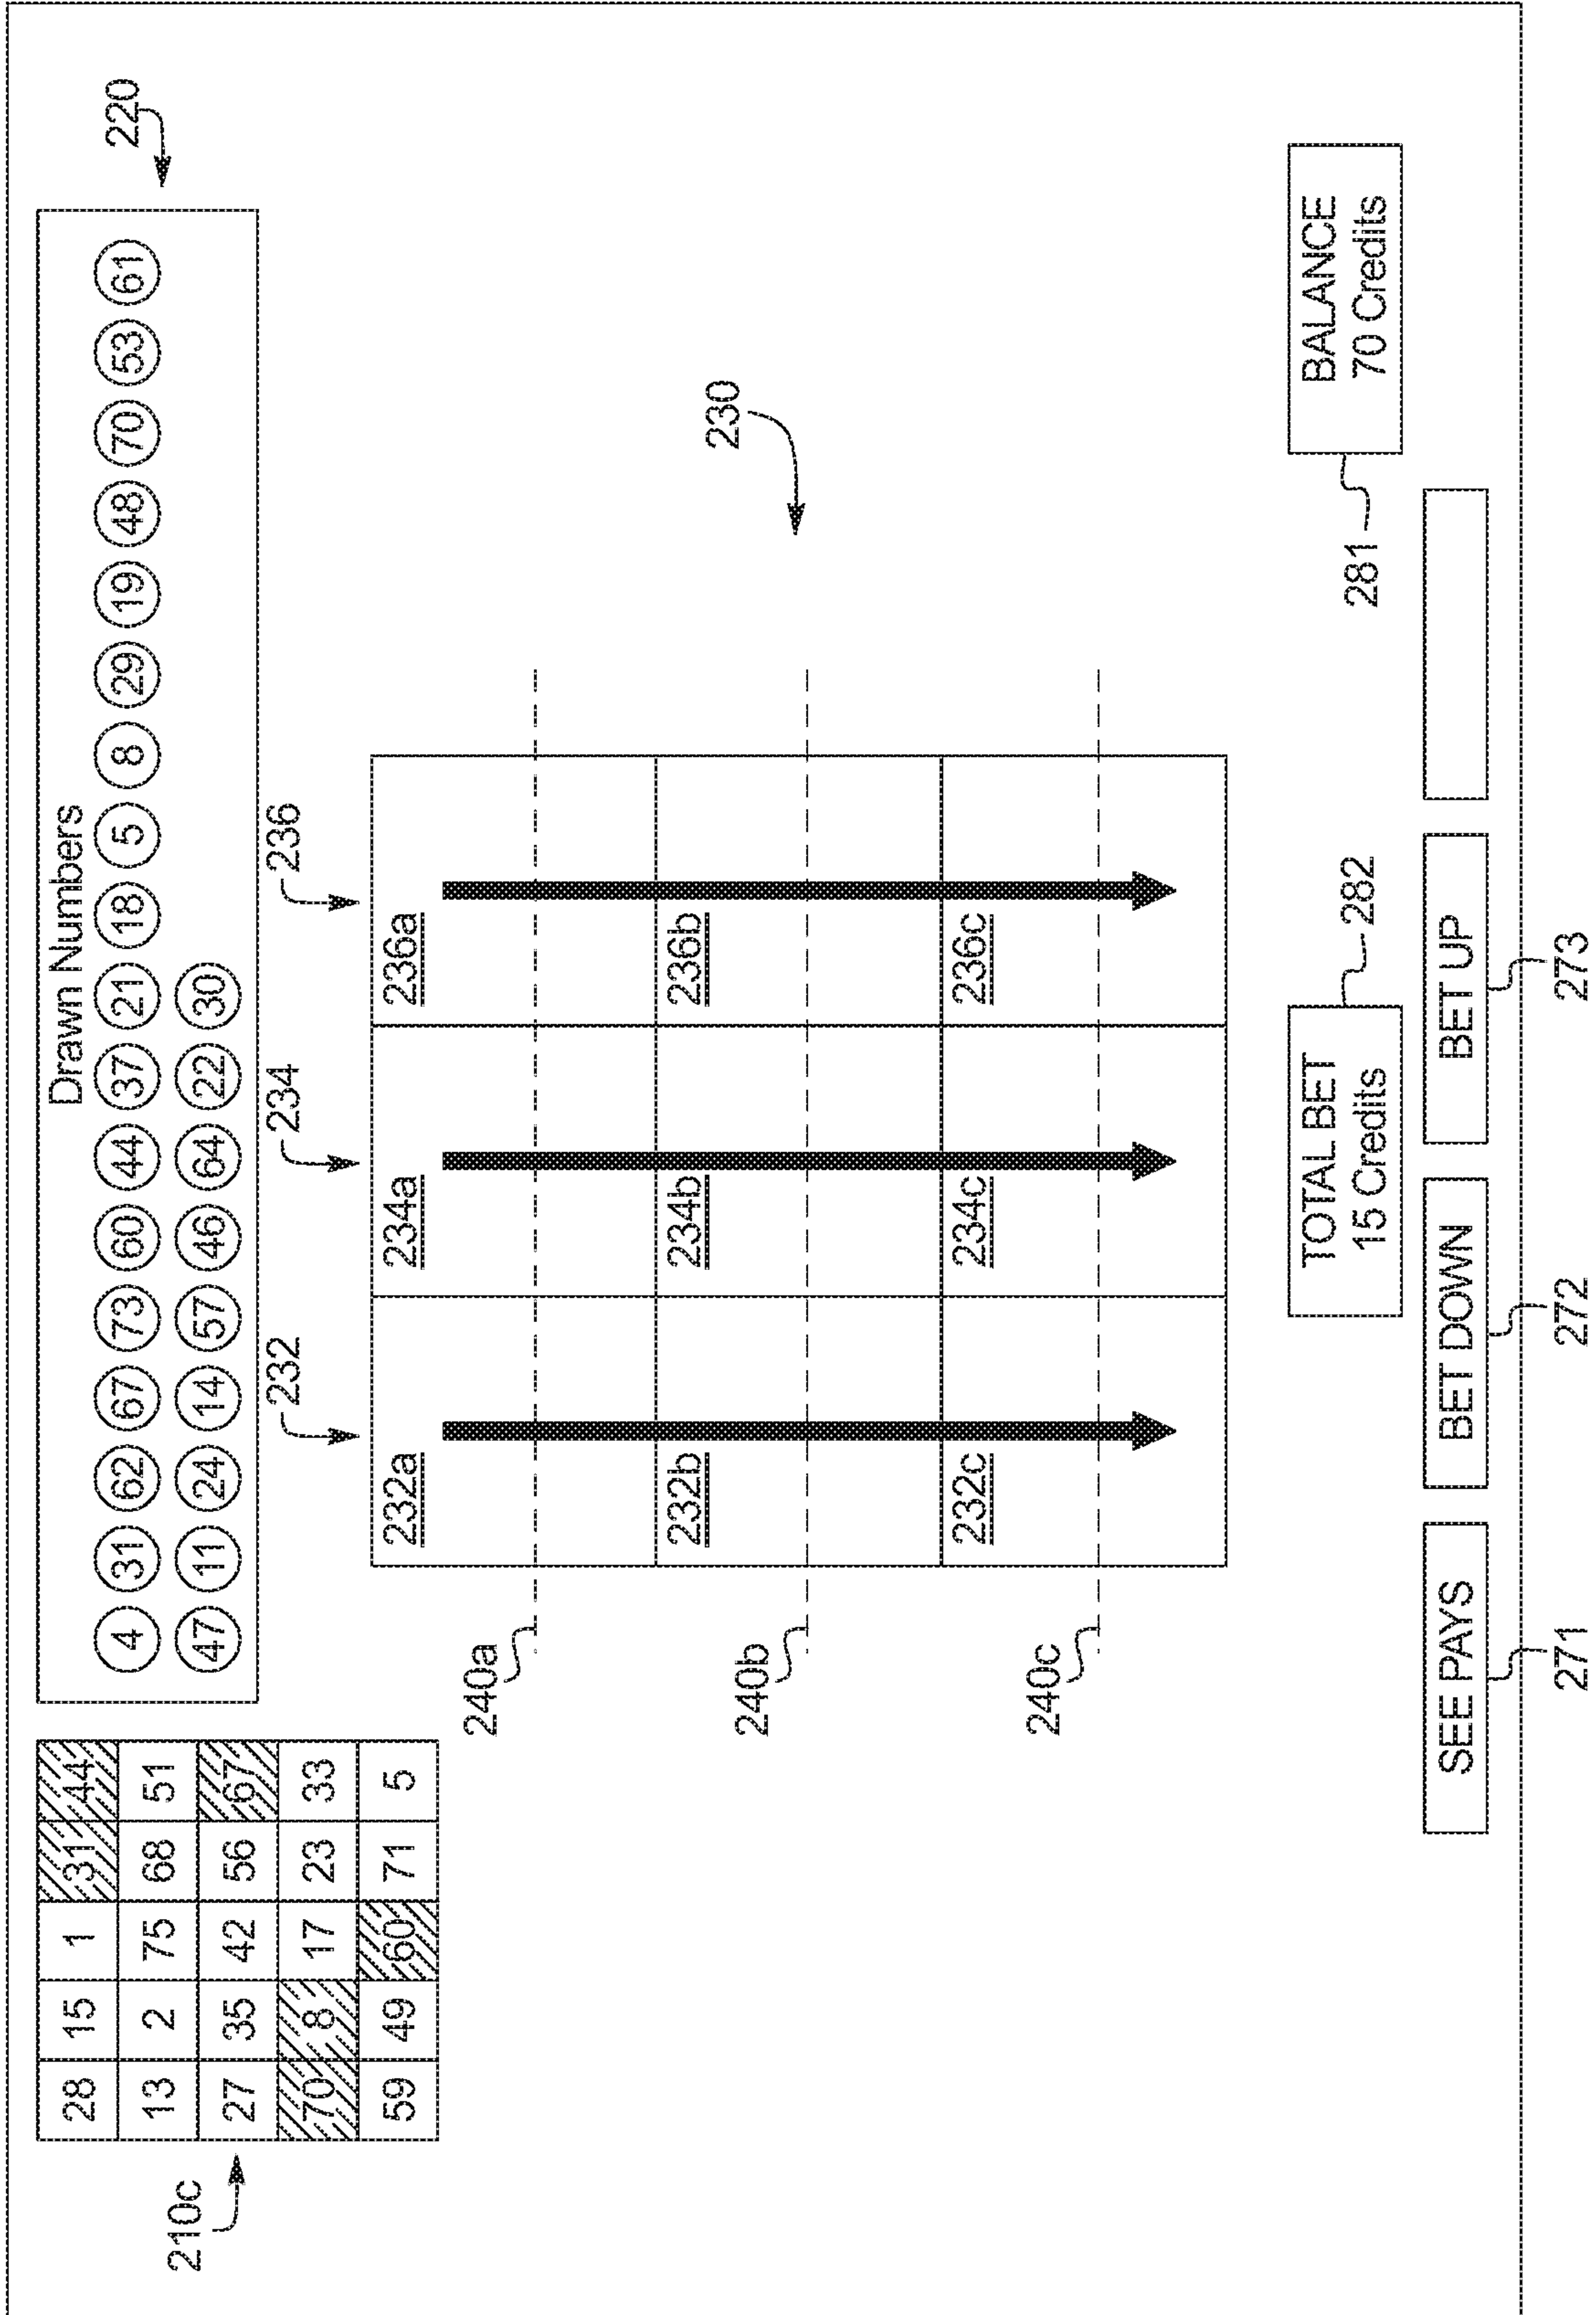 28 15 1 31 44
13 2 75 68 51
27 35 42 56 67
70 8 17 23 33
59 49 60 71 5
210c
Drawn Numbers
4 31 62 67 73 60 44 37 21 18 5 8 29 19 48 70 53 61
47 11 24 14 57 46 64 22 30
220
232 234 236
232a 234a 236a
240a
232b 234b 236b
230
240b
232c 234c 236c
240c
TOTAL BET
15 Credits
282
BALANCE
70 Credits
281
SEE PAYS BET DOWN BET UP
271 272 273